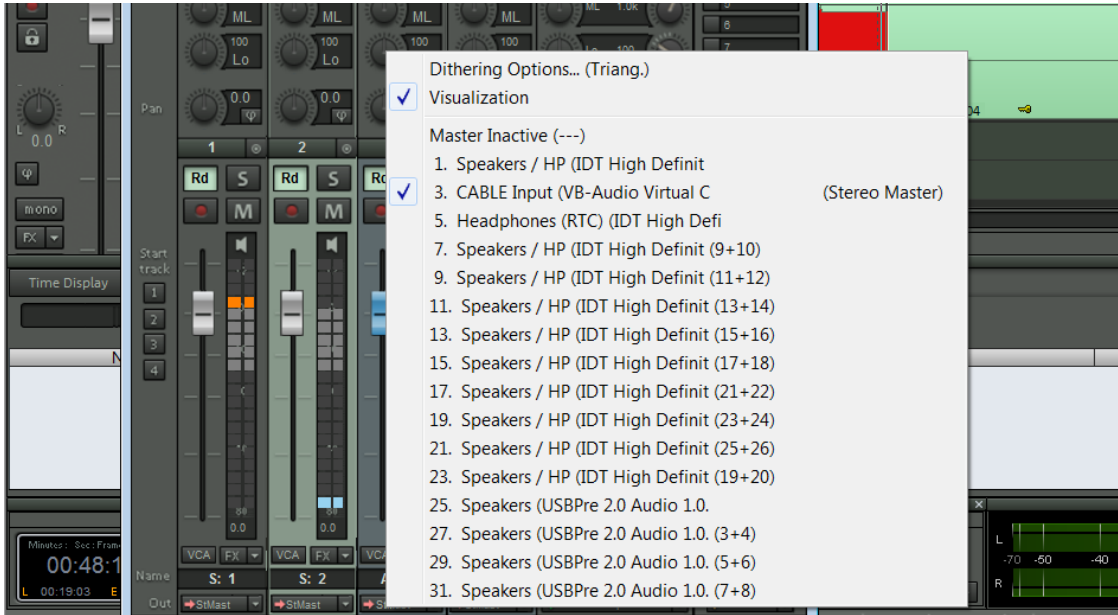 ML
ML
ML
ML 1.0k
6
7
100
Lo
100
Lo
100
100
Lo 100
Pan
0.0
φ
0.0
φ
L R
0.0
φ
mono
FX
Time Display
1
2
Rd S
Rd S
M
M
Start
track
1
2
3
4
N
0.0
0.0
VCA FX
VCA FX
Name
S: 1
S: 2
Out
StMast
StMast
Minutes : Sec : Fram
00:48:1
L 00:19:03 E
Dithering Options... (Triang.)
Visualization
Master Inactive (---)
1. Speakers / HP (IDT High Definit
3. CABLE Input (VB-Audio Virtual C (Stereo Master)
5. Headphones (RTC) (IDT High Defi
7. Speakers / HP (IDT High Definit (9+10)
9. Speakers / HP (IDT High Definit (11+12)
11. Speakers / HP (IDT High Definit (13+14)
13. Speakers / HP (IDT High Definit (15+16)
15. Speakers / HP (IDT High Definit (17+18)
17. Speakers / HP (IDT High Definit (21+22)
19. Speakers / HP (IDT High Definit (23+24)
21. Speakers / HP (IDT High Definit (25+26)
23. Speakers / HP (IDT High Definit (19+20)
25. Speakers (USBPre 2.0 Audio 1.0.
27. Speakers (USBPre 2.0 Audio 1.0. (3+4)
29. Speakers (USBPre 2.0 Audio 1.0. (5+6)
31. Speakers (USBPre 2.0 Audio 1.0. (7+8)
04
L
-70 -50 -40
R